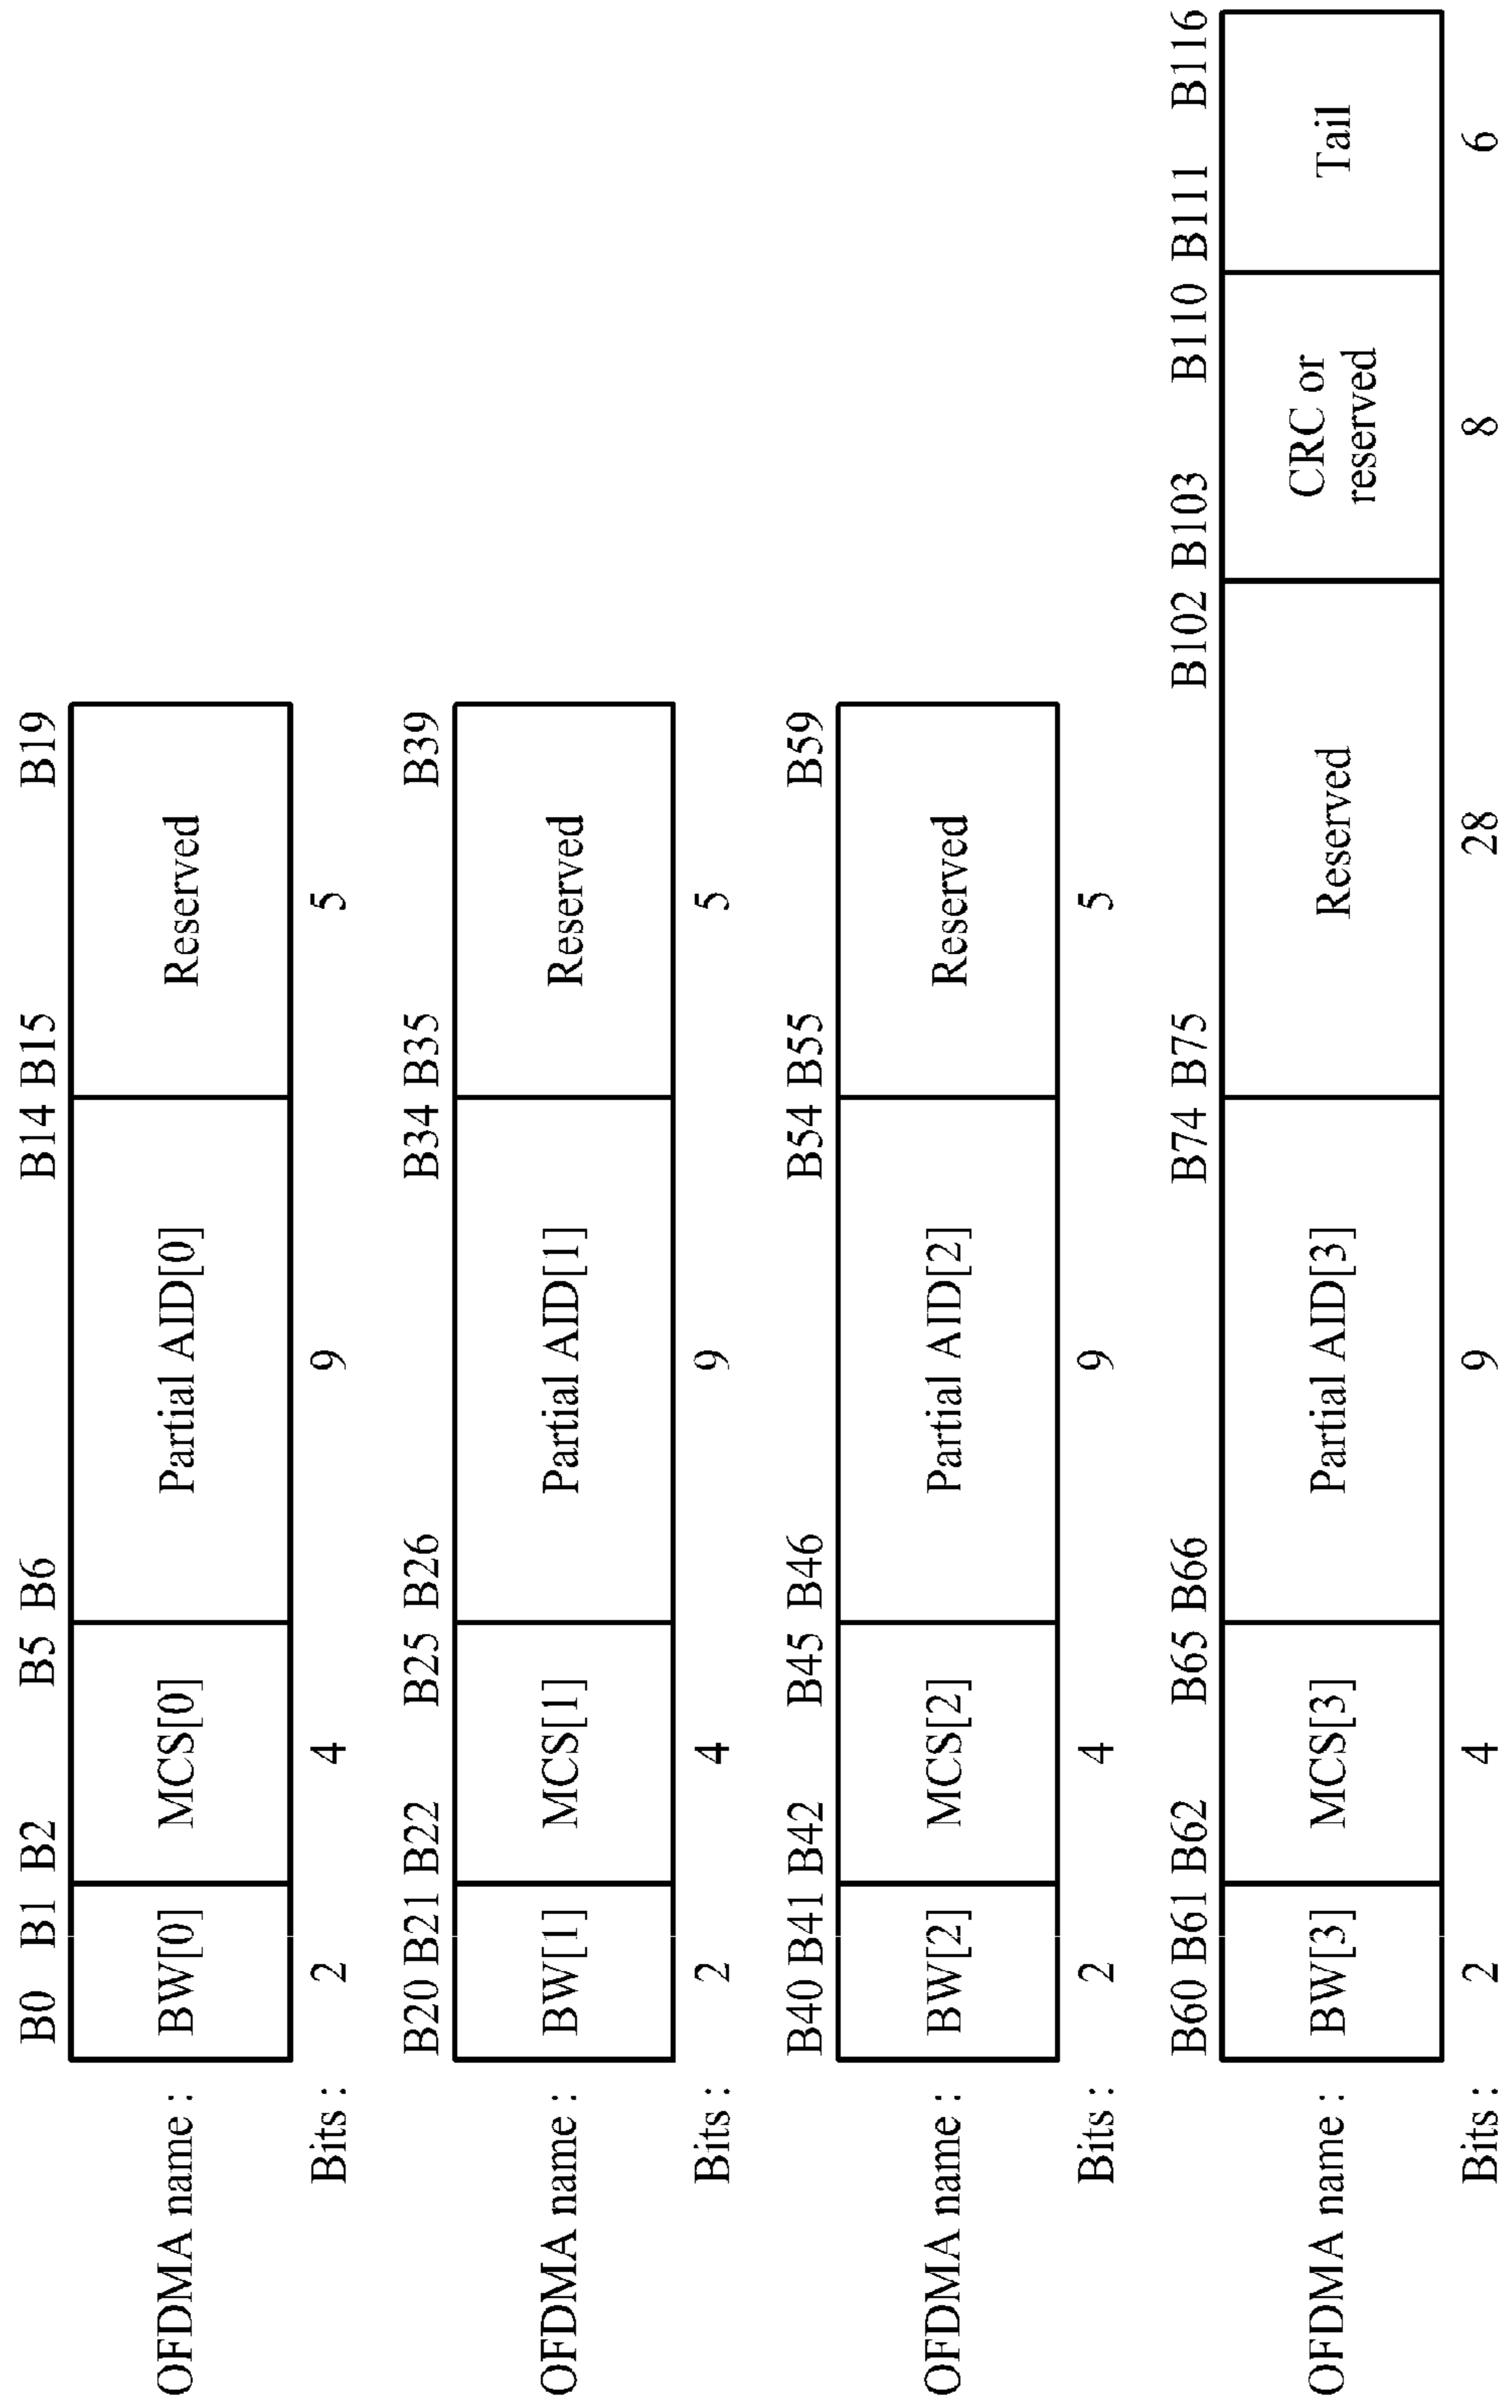 B0 B1 B2 B5 B6 B14 B15 B19
OFDMA name : BW[0] MCS[0] Partial AID[0] Reserved
Bits : 2 4 9 5
B20 B21 B22 B25 B26 B34 B35 B39
OFDMA name : BW[1] MCS[1] Partial AID[1] Reserved
Bits : 2 4 9 5
B40 B41 B42 B45 B46 B54 B55 B59
OFDMA name : BW[2] MCS[2] Partial AID[2] Reserved
Bits : 2 4 9 5
B60 B61 B62 B65 B66 B74 B75 B102 B103 B110 B111 B116
OFDMA name : BW[3] MCS[3] Partial AID[3] Reserved CRC or
reserved Tail
Bits : 2 4 9 28 8 6